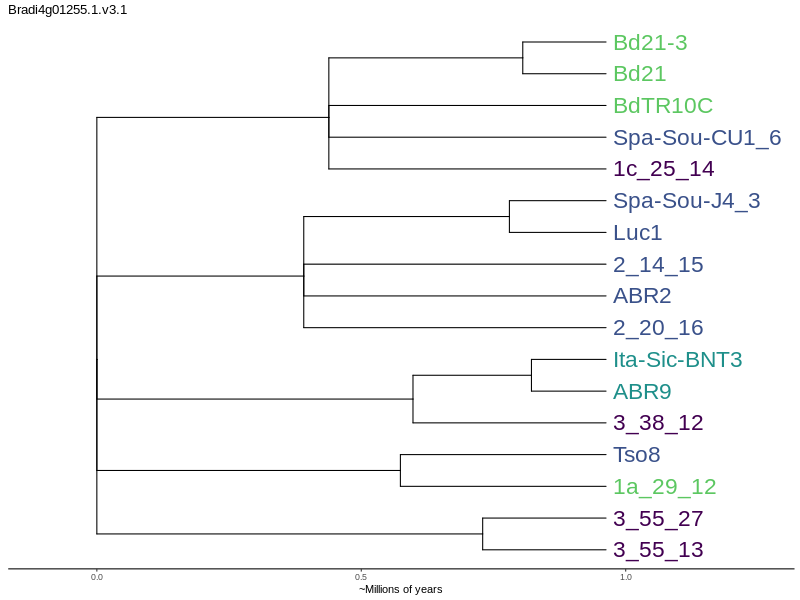 Bradi4g01255.1.v3.1
Bd21-3
Bd21
BdTR10C
Spa-Sou-CU1_6
1c_25_14
Spa-Sou-J4_3
Luc1
2_14_15
ABR2
2_20_16
Ita-Sic-BNT3
ABR9
3_38_12
Tso8
1a_29_12
3_55_27
3_55_13
0.0 0.5 1.0
~Millions of years